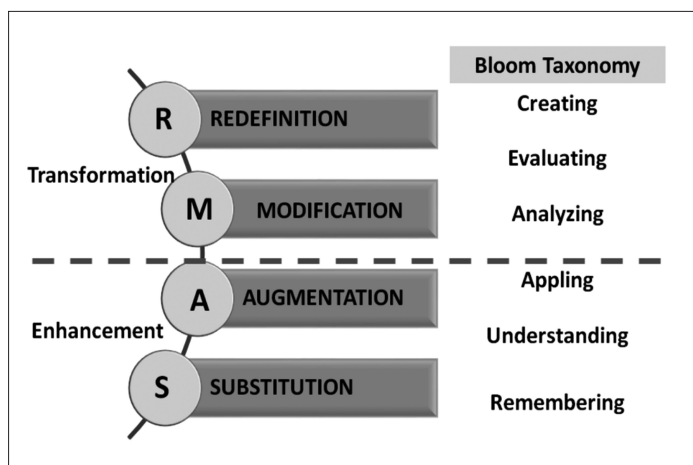 Bloom Taxonomy
R REDEFINITION
Creating
Evaluating
Transformation
M MODIFICATION
Analyzing
A AUGMENTATION
Appling
Enhancement
Understanding
S SUBSTITUTION
Remembering